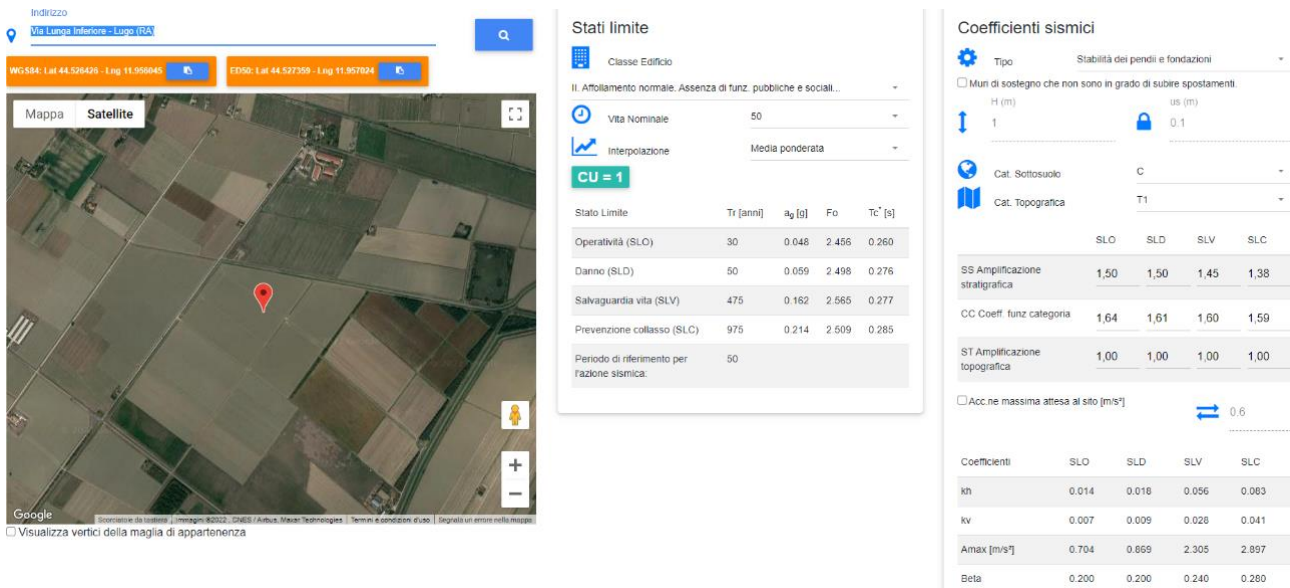 Indirizzo
Via Lunga Inferiore - Lugo (RA)
WGS84: Lat 44.526426 - Lng 11.956045
ED50: Lat 44.527359 - Lng 11.957024
Mappa Satellite
Google
Scorciatoie da tastiera Immagini ©2022 , CNES / Airbus, Maxar Technologies Termini e condizioni d'uso Segnala un errore nella mappa
Visualizza vertici della maglia di appartenenza
Stati limite
Classe Edificio
II. Affollamento normale. Assenza di funz. pubbliche e sociali...
Vita Nominale 50
Interpolazione Media ponderata
CU = 1
Stato Limite Tr [anni] ag [g] Fo Tc* [s]
Operatività (SLO) 30 0.048 2.456 0.260
Danno (SLD) 50 0.059 2.498 0.276
Salvaguardia vita (SLV) 475 0.162 2.565 0.277
Prevenzione collasso (SLC) 975 0.214 2.509 0.285
Periodo di riferimento per 50
l'azione sismica:
Coefficienti sismici
Tipo Stabilità dei pendii e fondazioni
Muri di sostegno che non sono in grado di subire spostamenti.
H (m) us (m)
1 0.1
Cat. Sottosuolo C
Cat. Topografica T1
SLO SLD SLV SLC
SS Amplificazione 1,50 1,50 1,45 1,38
stratigrafica
CC Coeff. funz categoria 1,64 1,61 1,60 1,59
ST Amplificazione 1,00 1,00 1,00 1,00
topografica
Acc.ne massima attesa al sito [m/s²]
0.6
Coefficienti SLO SLD SLV SLC
kh 0.014 0.018 0.056 0.083
kv 0.007 0.009 0.028 0.041
Amax [m/s²] 0.704 0.869 2.305 2.897
Beta 0.200 0.200 0.240 0.280